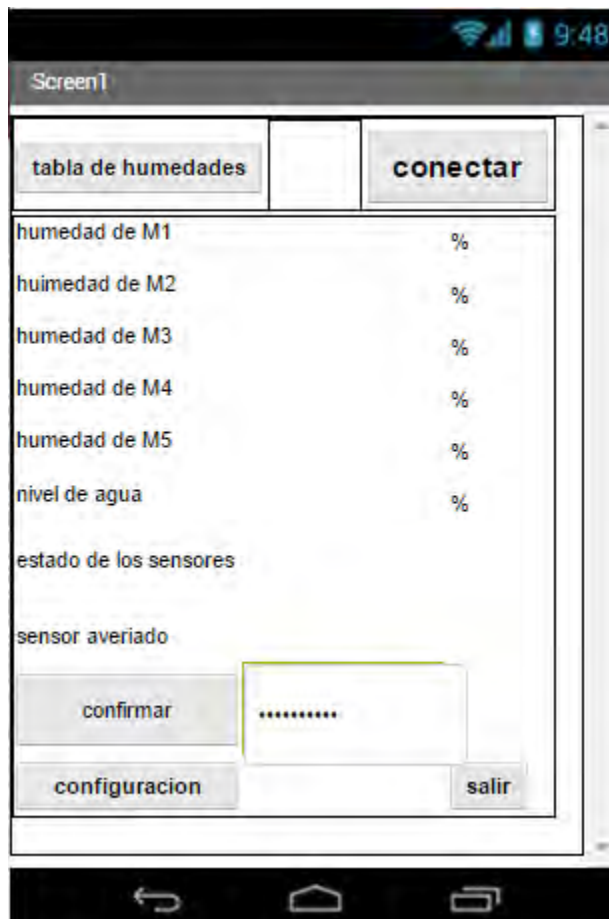 9:48
Screen1
tabla de humedades conectar
humedad de M1 %
huimedad de M2 %
humedad de M3 %
humedad de M4 %
humedad de M5 %
nivel de agua %
estado de los sensores
sensor averiado
confirmar ••••••••••
configuracion salir